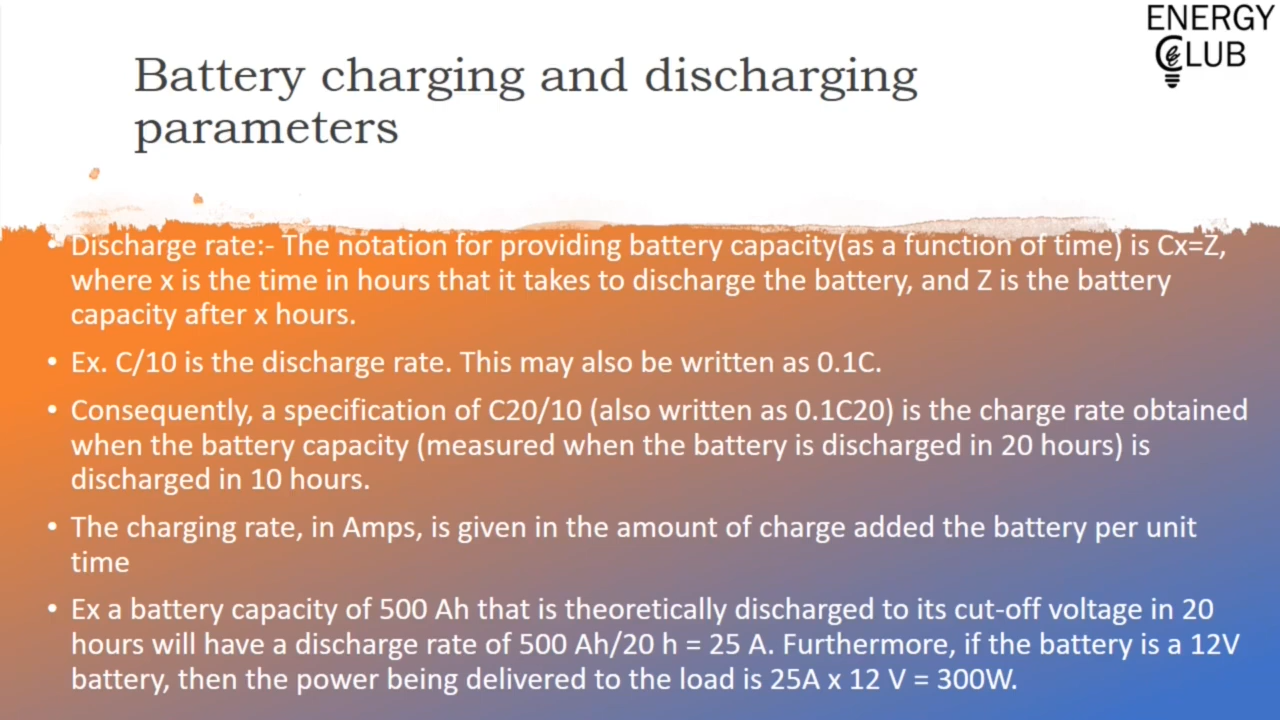 ENERGY
CLUB
Battery charging and discharging
parameters
• Discharge rate:- The notation for providing battery capacity(as a function of time) is Cx=Z,
where x is the time in hours that it takes to discharge the battery, and Z is the battery
capacity after x hours.
• Ex. C/10 is the discharge rate. This may also be written as 0.1C.
• Consequently, a specification of C20/10 (also written as 0.1C20) is the charge rate obtained
when the battery capacity (measured when the battery is discharged in 20 hours) is
discharged in 10 hours.
• The charging rate, in Amps, is given in the amount of charge added the battery per unit
time
• Ex a battery capacity of 500 Ah that is theoretically discharged to its cut-off voltage in 20
hours will have a discharge rate of 500 Ah/20 h = 25 A. Furthermore, if the battery is a 12V
battery, then the power being delivered to the load is 25A x 12 V = 300W.